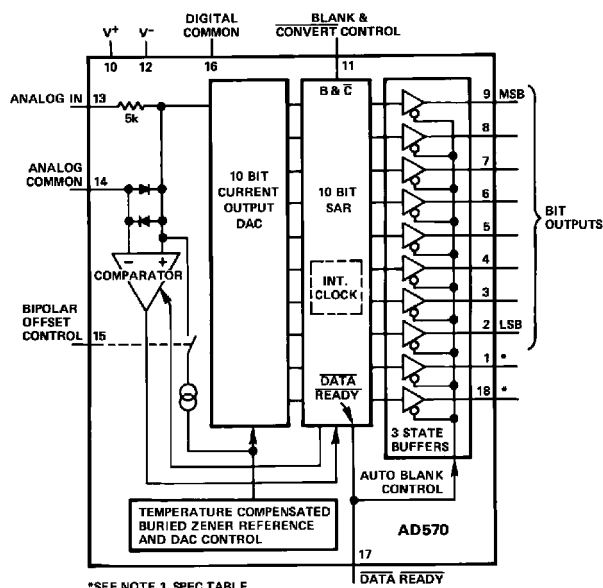 V+
V−
DIGITAL
COMMON
BLANK &
CONVERT CONTROL
10
12
16
11
ANALOG IN
13
5k
ANALOG
COMMON
14
10 BIT
CURRENT
OUTPUT
DAC
B & C
10 BIT
SAR
INT.
CLOCK
DATA
READY
COMPARATOR
− +
BIPOLAR
OFFSET
CONTROL
15
9 MSB
8
7
6
5
4
3
2 LSB
1 *
18 *
BIT
OUTPUTS
3 STATE
BUFFERS
AUTO BLANK
CONTROL
TEMPERATURE COMPENSATED
BURIED ZENER REFERENCE
AND DAC CONTROL
AD570
17
*SEE NOTE 3, SPEC TABLE
DATA READY